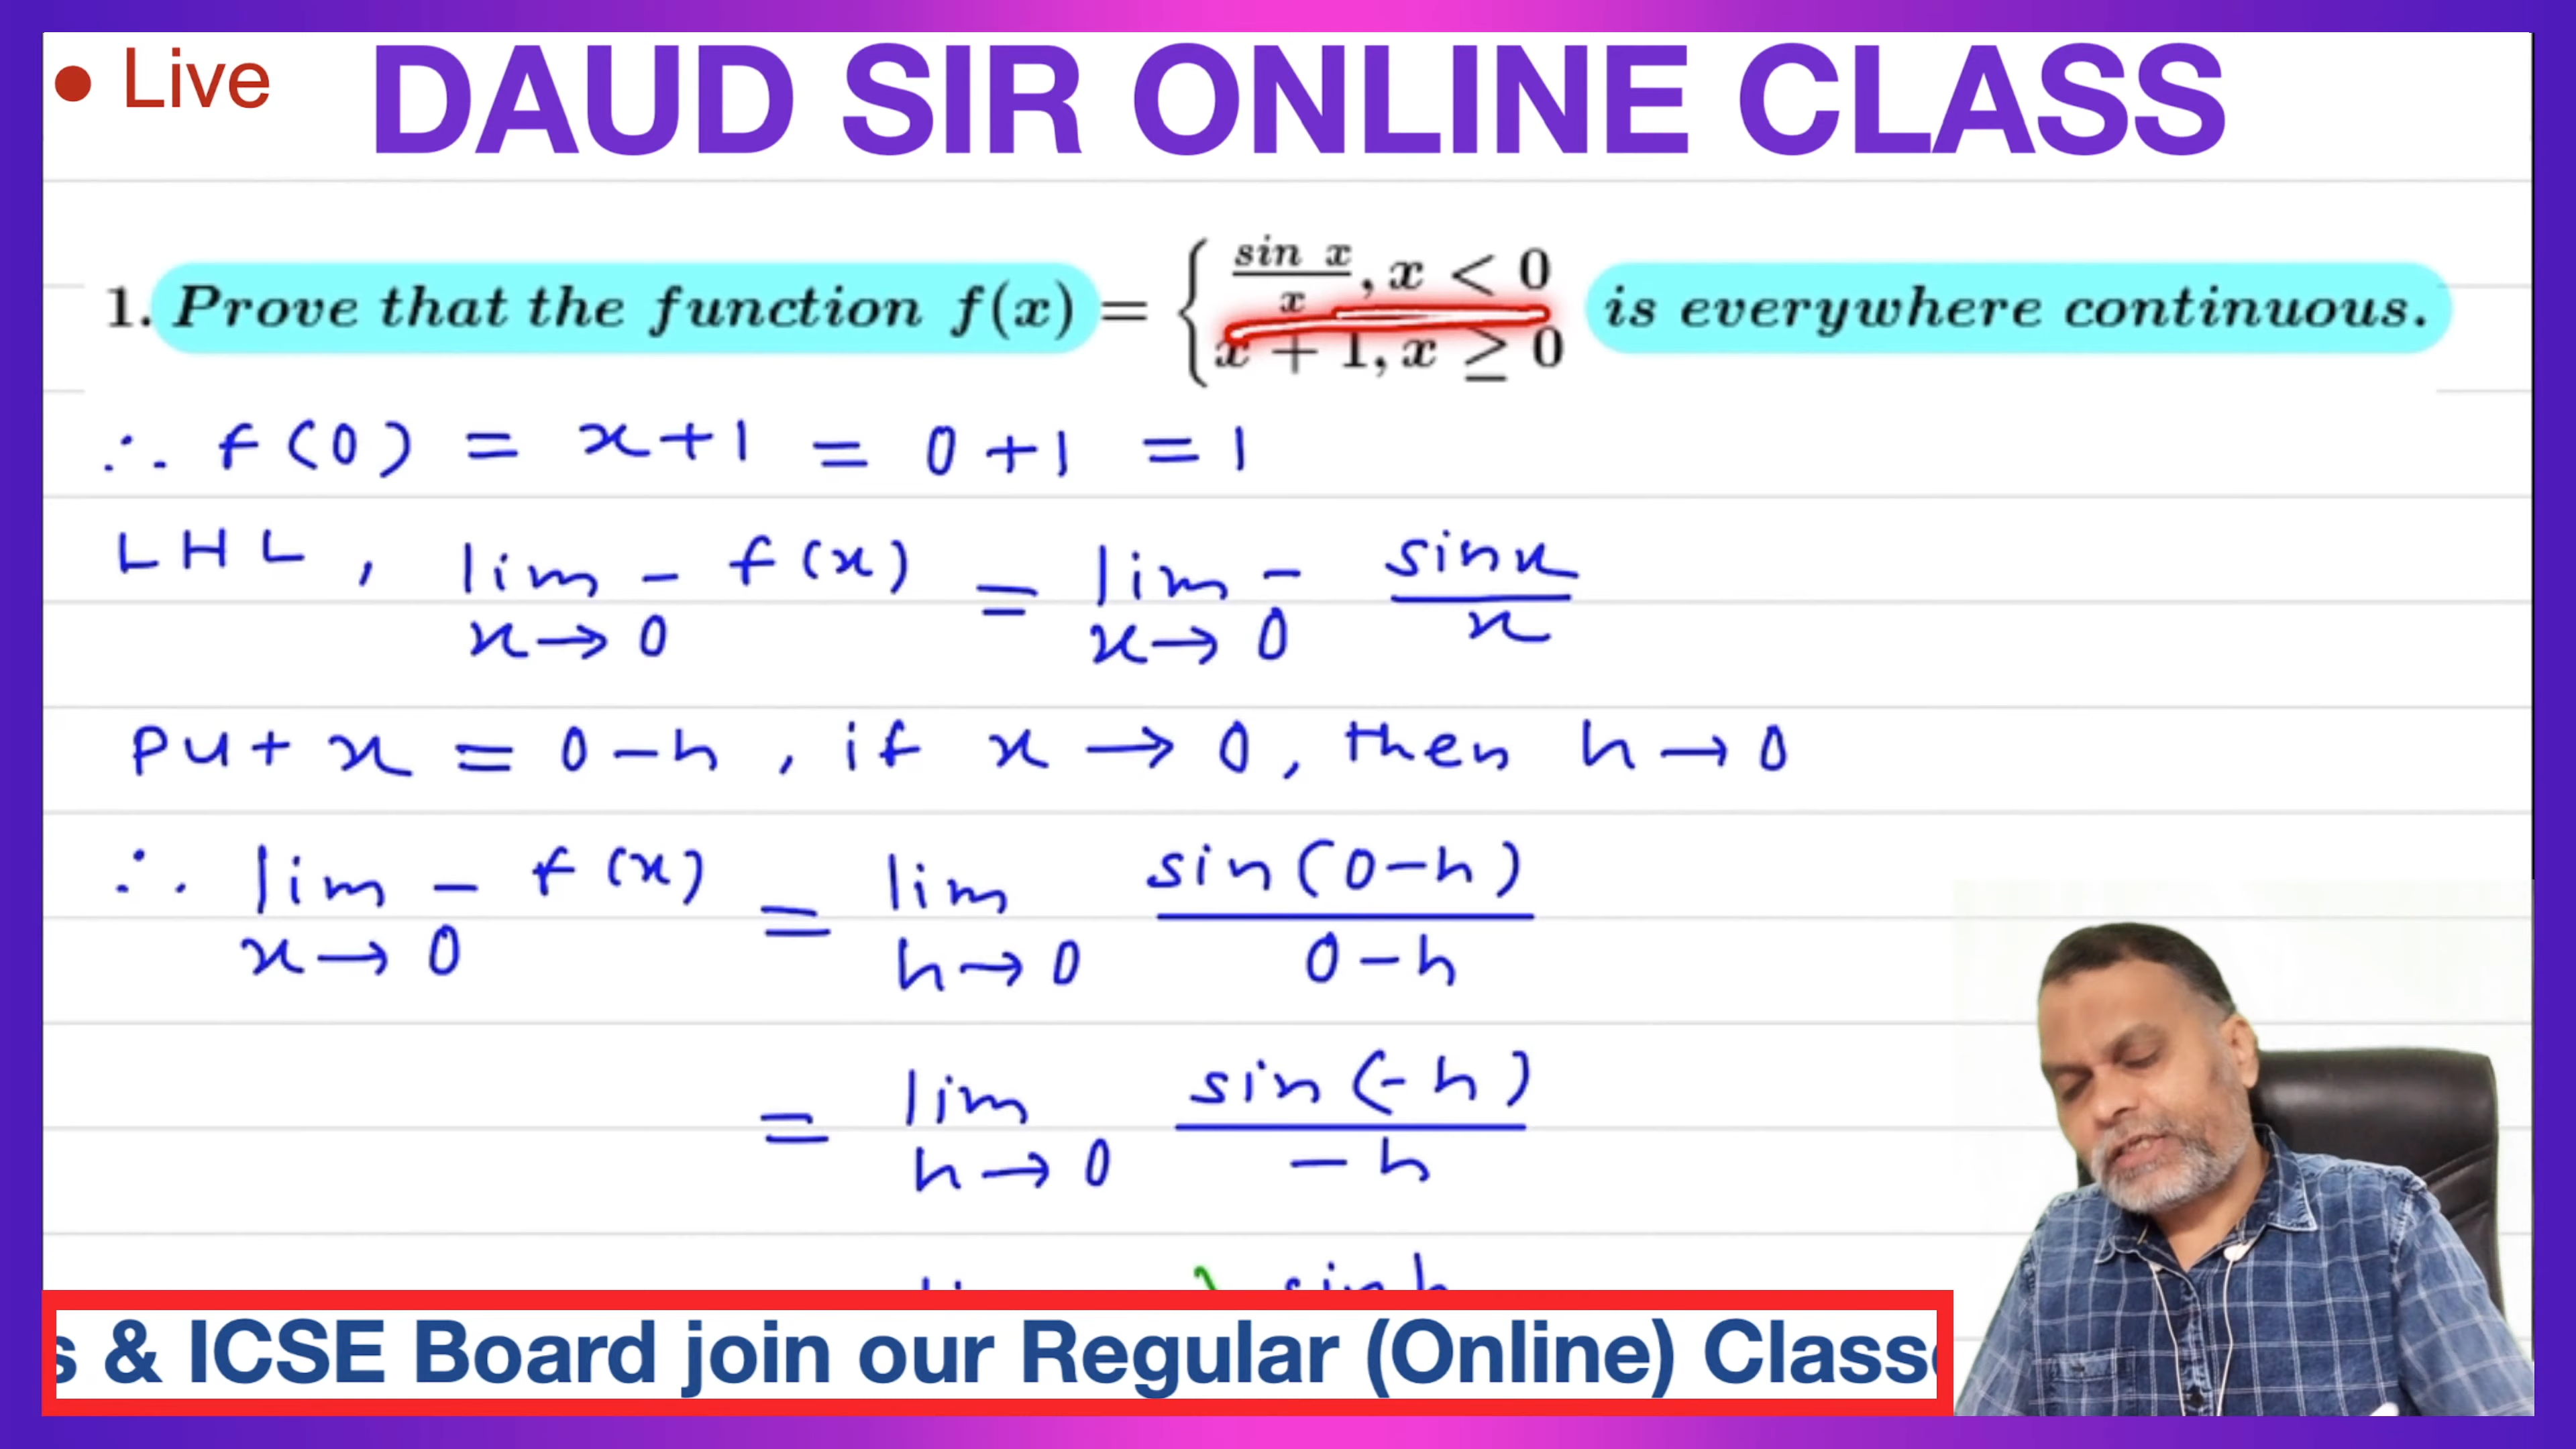 • Live DAUD SIR ONLINE CLASS
1. Prove that the function f(x) = { sin x / x , x < 0
x + 1, x ≥ 0 is everywhere continuous.
∴ f(0) = x+1 = 0+1 = 1
LHL, lim x→0⁻ f(x) = lim x→0⁻ sinx / x
Put x = 0-h, if x → 0, then h → 0
∴ lim x→0⁻ f(x) = lim h→0 sin(0-h) / 0-h
= lim h→0 sin(-h) / -h
sinh
& ICSE Board join our Regular (Online)